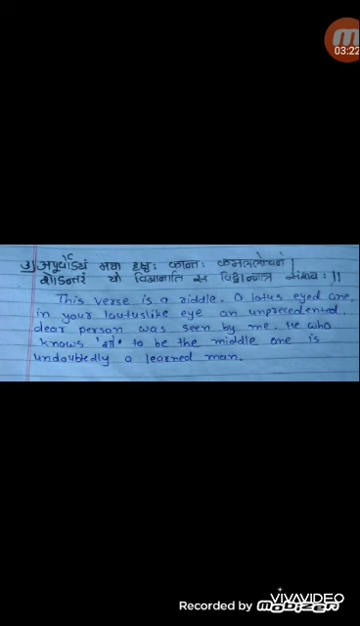 03:22
3) अपूर्वोऽयं मया दृष्टः कान्तः कमललोचने |
शोऽन्तरं यो विजानाति स विद्वान्नात्र संशयः ||
This verse is a riddle. O lotus eyed one,
in your loutuslike eye an unprecedented,
dear person was seen by me. He who
knows 'शो' to be the middle one is
undoubtedly a learned man.
VIVAVIDEO
Recorded by mobizen